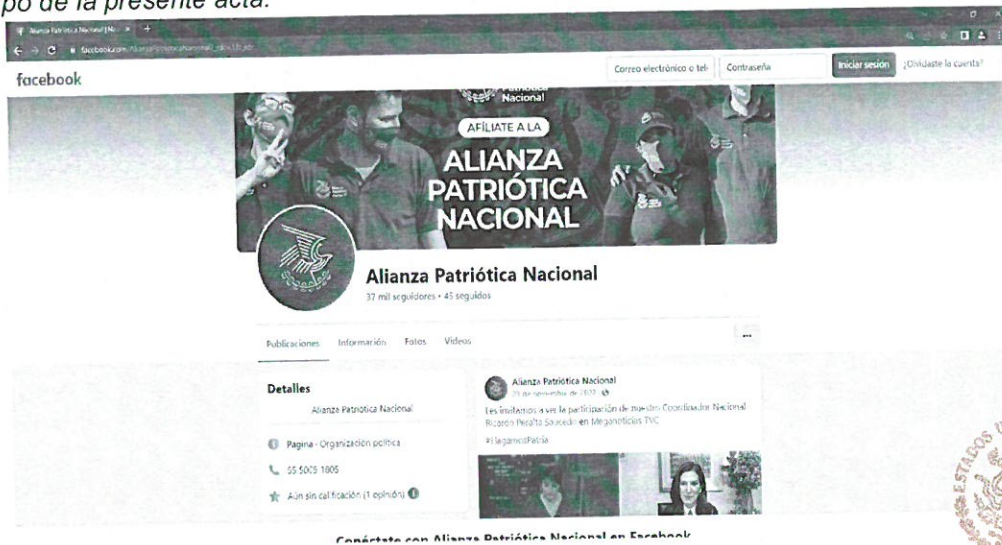 po de la presente acta.
facebook
Correo electrónico o tel
Contraseña
Iniciar sesión
¿Olvidaste la cuenta?
Nacional
AFÍLIATE A LA
ALIANZA
PATRIÓTICA
NACIONAL
Alianza Patriótica Nacional
37 mil seguidores • 45 seguidos
Publicaciones
Información
Fotos
Videos
Detalles
Alianza Patriótica Nacional
Página · Organización política
Aún sin calificación (1 opinión)
Alianza Patriótica Nacional
Les invitamos a ver la participación de nuestro Coordinador Nacional
Ricardo Peralta Saucedo en Meganoticias TVC
#HagamosPatria
Conéctate con Alianza Patriótica Nacional en Facebook
ESTADOS